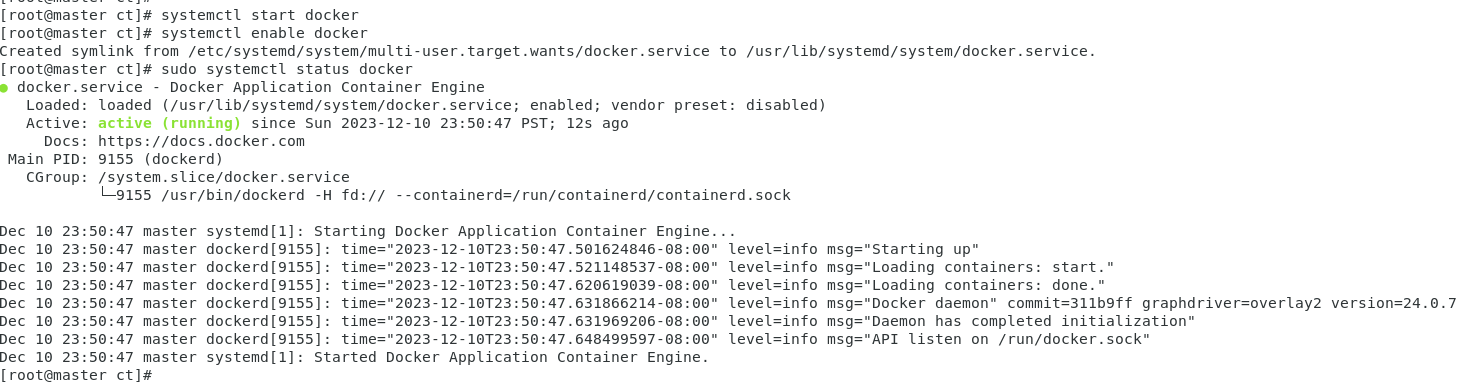 [root@master ct]# systemctl start docker
[root@master ct]# systemctl enable docker
Created symlink from /etc/systemd/system/multi-user.target.wants/docker.service to /usr/lib/systemd/system/docker.service.
[root@master ct]# sudo systemctl status docker
● docker.service - Docker Application Container Engine
   Loaded: loaded (/usr/lib/systemd/system/docker.service; enabled; vendor preset: disabled)
   Active: active (running) since Sun 2023-12-10 23:50:47 PST; 12s ago
     Docs: https://docs.docker.com
 Main PID: 9155 (dockerd)
   CGroup: /system.slice/docker.service
           └─9155 /usr/bin/dockerd -H fd:// --containerd=/run/containerd/containerd.sock
Dec 10 23:50:47 master systemd[1]: Starting Docker Application Container Engine...
Dec 10 23:50:47 master dockerd[9155]: time="2023-12-10T23:50:47.501624846-08:00" level=info msg="Starting up"
Dec 10 23:50:47 master dockerd[9155]: time="2023-12-10T23:50:47.521148537-08:00" level=info msg="Loading containers: start."
Dec 10 23:50:47 master dockerd[9155]: time="2023-12-10T23:50:47.620619039-08:00" level=info msg="Loading containers: done."
Dec 10 23:50:47 master dockerd[9155]: time="2023-12-10T23:50:47.631866214-08:00" level=info msg="Docker daemon" commit=311b9ff graphdriver=overlay2 version=24.0.7
Dec 10 23:50:47 master dockerd[9155]: time="2023-12-10T23:50:47.631969206-08:00" level=info msg="Daemon has completed initialization"
Dec 10 23:50:47 master dockerd[9155]: time="2023-12-10T23:50:47.648499597-08:00" level=info msg="API listen on /run/docker.sock"
Dec 10 23:50:47 master systemd[1]: Started Docker Application Container Engine.
[root@master ct]#